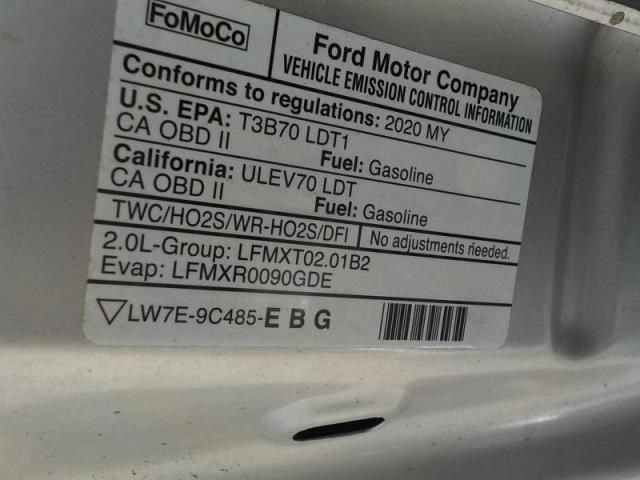 FoMoCo
Ford Motor Company
VEHICLE EMISSION CONTROL INFORMATION
Conforms to regulations: 2020 MY
U.S. EPA: T3B70 LDT1
CA OBD II Fuel: Gasoline
California: ULEV70 LDT
CA OBD II Fuel: Gasoline
TWC/HO2S/WR-HO2S/DFI No adjustments needed.
2.0L-Group: LFMXT02.01B2
Evap: LFMXR0090GDE
LW7E-9C485-E B G